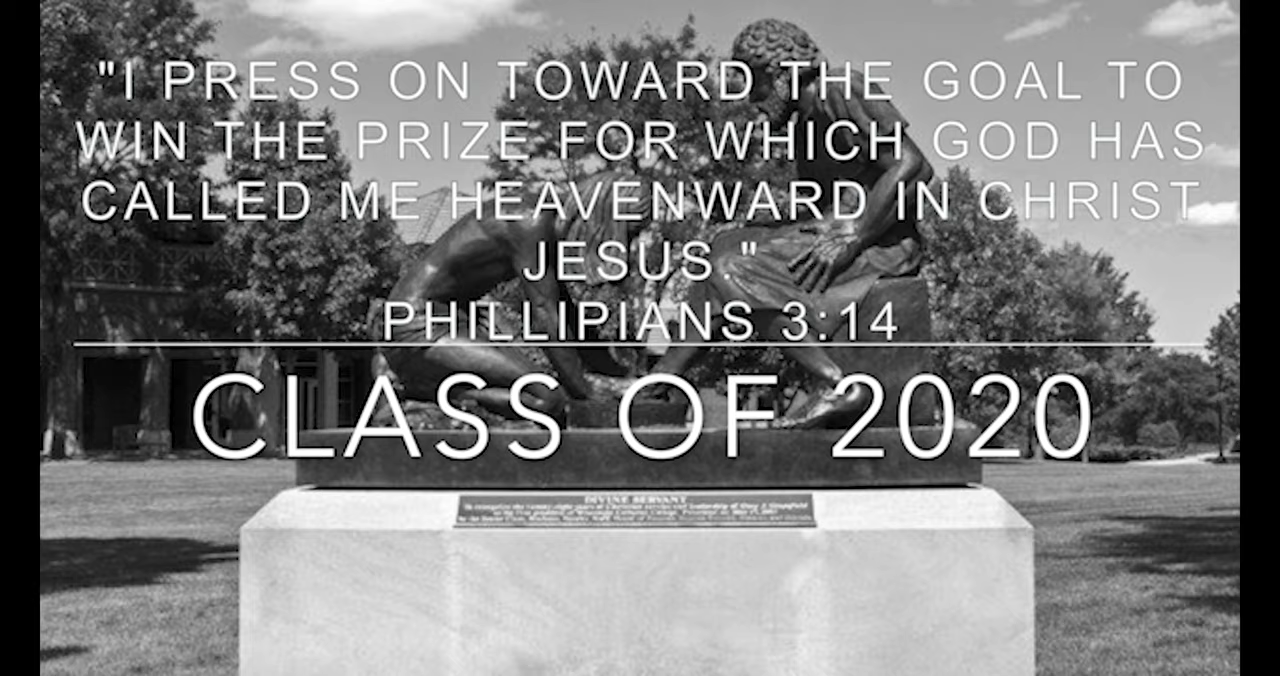 "I PRESS ON TOWARD THE GOAL TO
WIN THE PRIZE FOR WHICH GOD HAS
CALLED ME HEAVENWARD IN CHRIST
JESUS."
PHILLIPIANS 3:14
CLASS OF 2020
DIVINE SERVANT